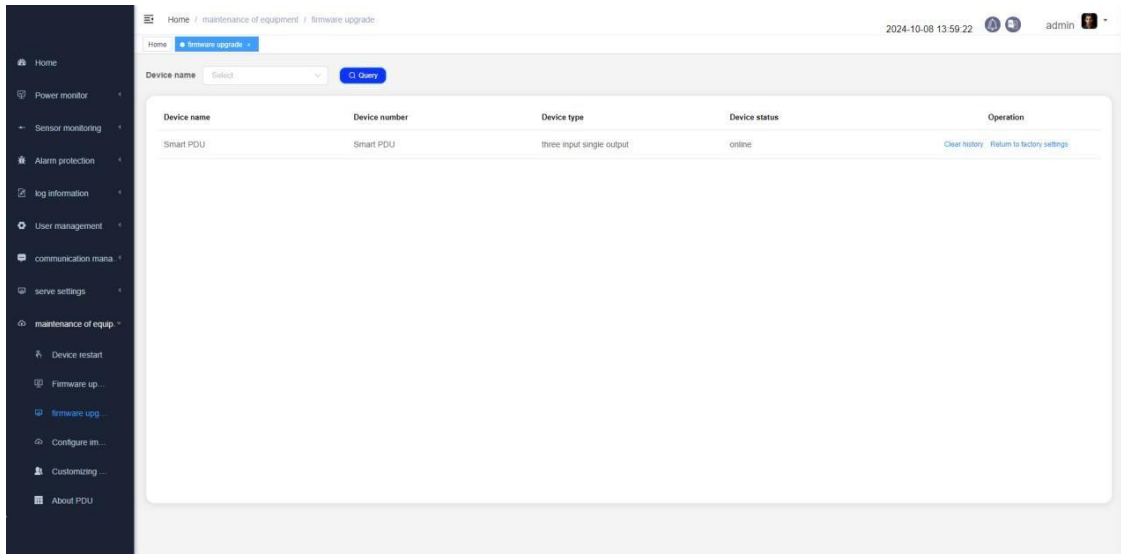 Home / maintenance of equipment / firmware upgrade
2024-10-08 13:59:22
admin
Home
firmware upgrade ×
Device name
Select
Query
Home
Power monitor
Sensor monitoring
Alarm protection
log information
User management
communication mana..
serve settings
maintenance of equip..
Device restart
Firmware up...
firmware upg...
Configure im...
Customizing ...
About PDU
Device name Device number Device type Device status Operation
Smart PDU Smart PDU three input single output online Clear history Return to factory settings